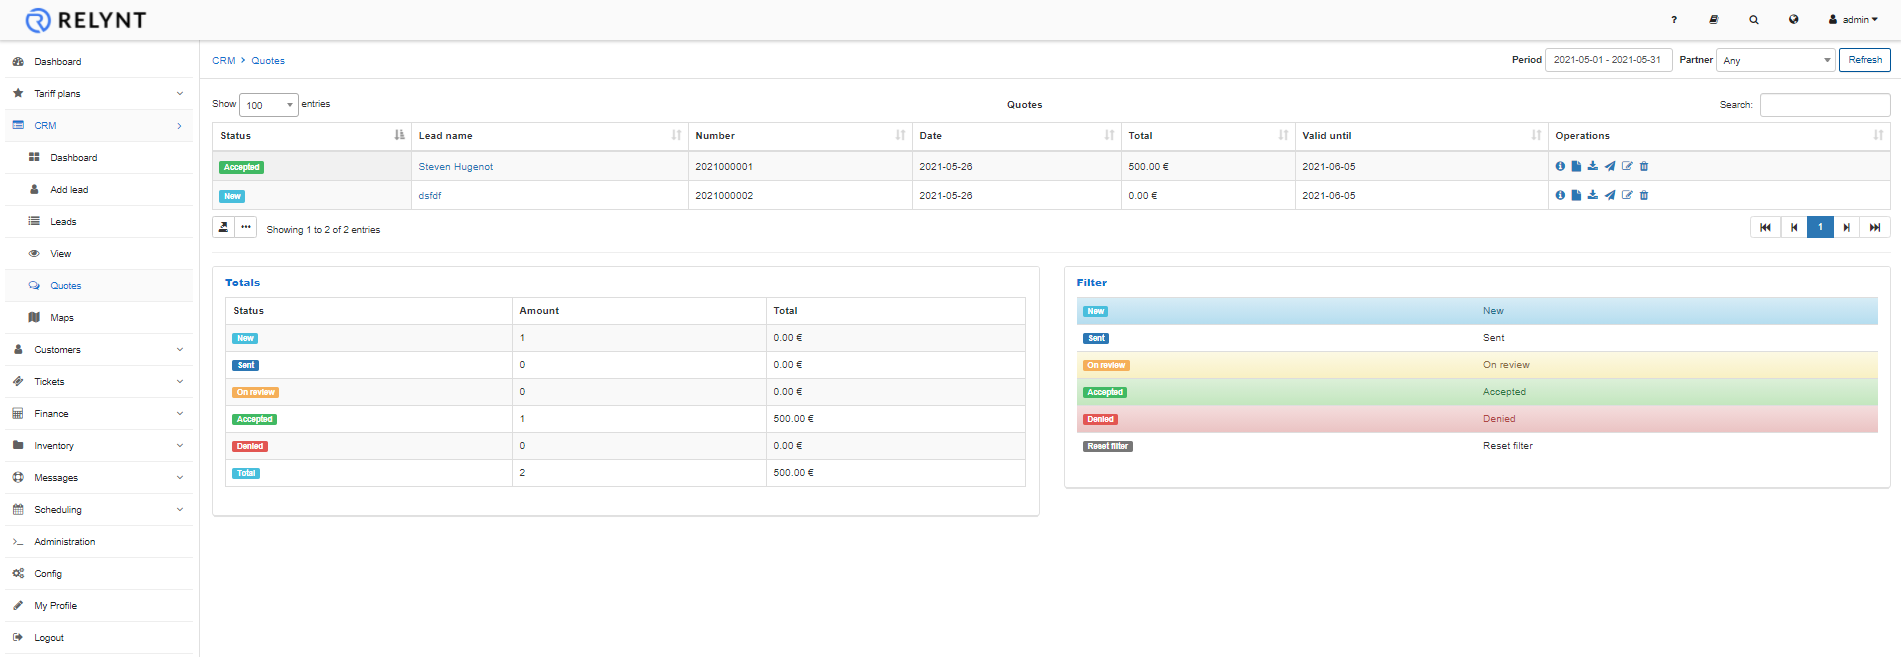 RELYNT
? admin
Dashboard
Tariff plans
CRM
Dashboard
Add lead
Leads
View
Quotes
Maps
Customers
Tickets
Finance
Inventory
Messages
Scheduling
Administration
Config
My Profile
Logout
CRM > Quotes
Period 2021-05-01 - 2021-05-31 Partner Any Refresh
Show 100 entries Quotes Search:
Status Lead name Number Date Total Valid until Operations
Accepted Steven Hugenot 2021000001 2021-05-26 500.00 € 2021-06-05
New dsfdf 2021000002 2021-05-26 0.00 € 2021-06-05
... Showing 1 to 2 of 2 entries 1
Totals
Status Amount Total
New 1 0.00 €
Sent 0 0.00 €
On review 0 0.00 €
Accepted 1 500.00 €
Denied 0 0.00 €
Total 2 500.00 €
Filter
New New
Sent Sent
On review On review
Accepted Accepted
Denied Denied
Reset filter Reset filter